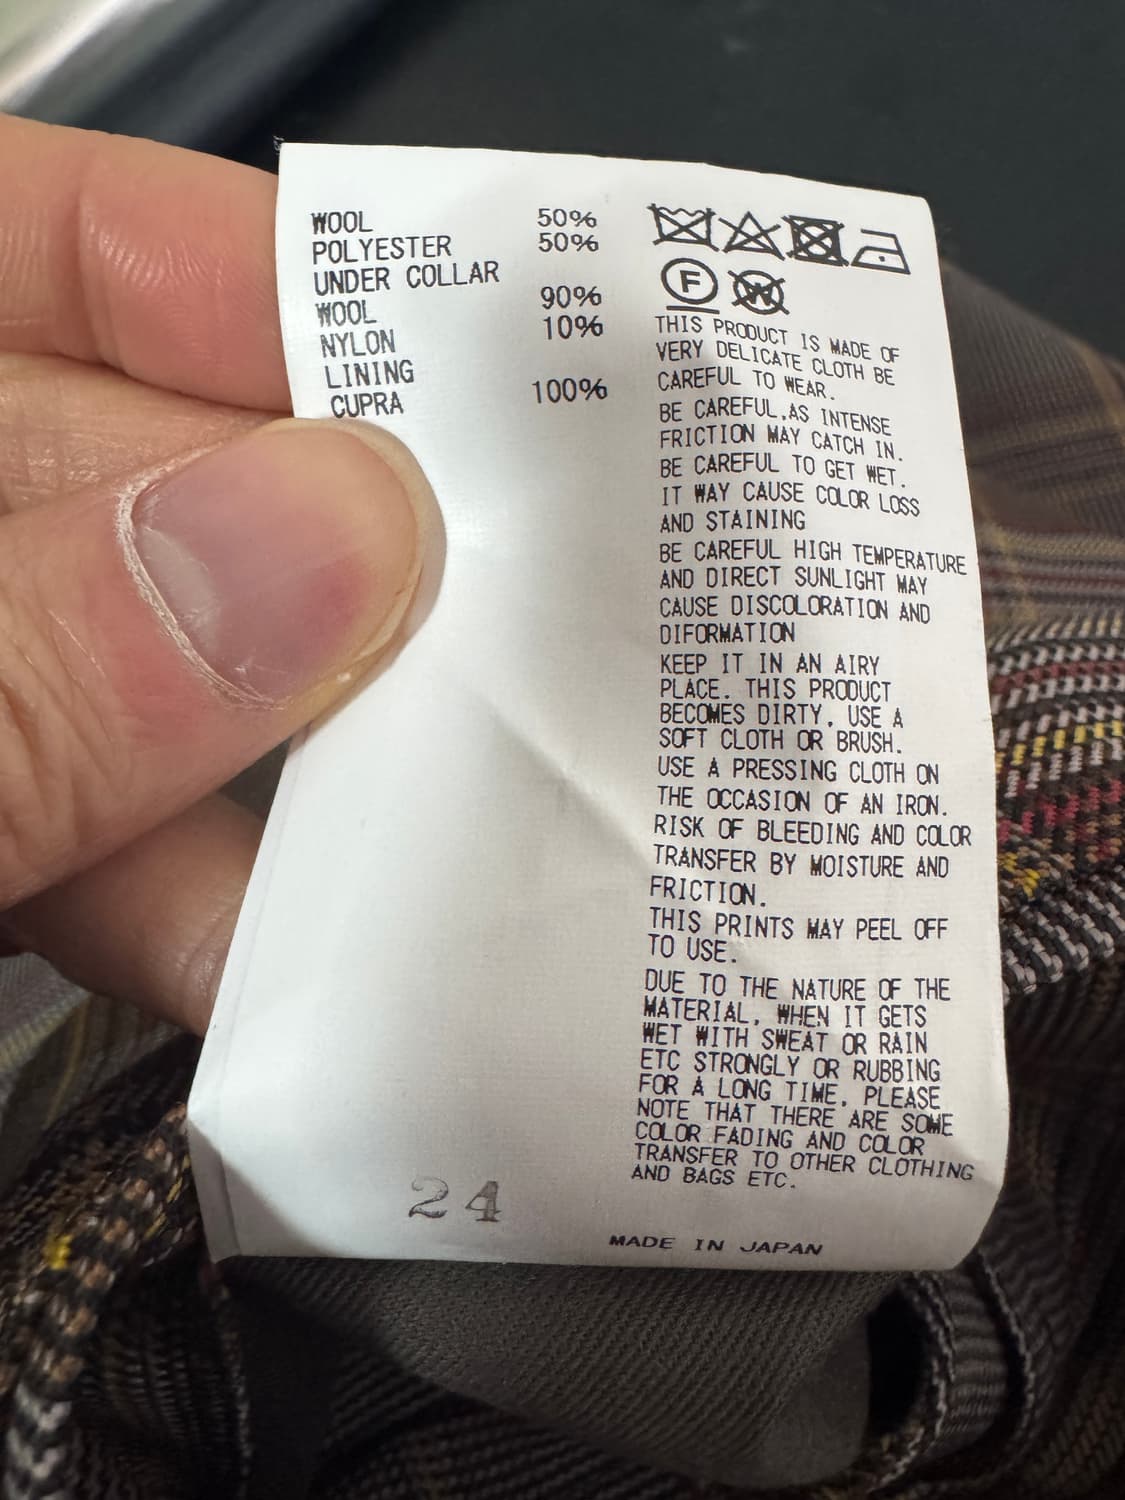 WOOL 50%
POLYESTER 50%
UNDER COLLAR
WOOL 90%
NYLON 10%
LINING
CUPRA 100%
F W
THIS PRODUCT IS MADE OF
VERY DELICATE CLOTH BE
CAREFUL TO WEAR.
BE CAREFUL.AS INTENSE
FRICTION MAY CATCH IN.
BE CAREFUL TO GET WET.
IT WAY CAUSE COLOR LOSS
AND STAINING
BE CAREFUL HIGH TEMPERATURE
AND DIRECT SUNLIGHT MAY
CAUSE DISCOLORATION AND
DIFORMATION
KEEP IT IN AN AIRY
PLACE. THIS PRODUCT
BECOMES DIRTY. USE A
SOFT CLOTH OR BRUSH.
USE A PRESSING CLOTH ON
THE OCCASION OF AN IRON.
RISK OF BLEEDING AND COLOR
TRANSFER BY MOISTURE AND
FRICTION.
THIS PRINTS MAY PEEL OFF
TO USE.
DUE TO THE NATURE OF THE
MATERIAL, WHEN IT GETS
WET WITH SWEAT OR RAIN
ETC STRONGLY OR RUBBING
FOR A LONG TIME, PLEASE
NOTE THAT THERE ARE SOME
COLOR FADING AND COLOR
TRANSFER TO OTHER CLOTHING
AND BAGS ETC.
24
MADE IN JAPAN